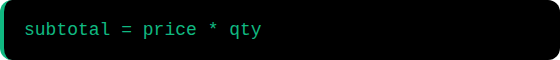 subtotal = price * qty